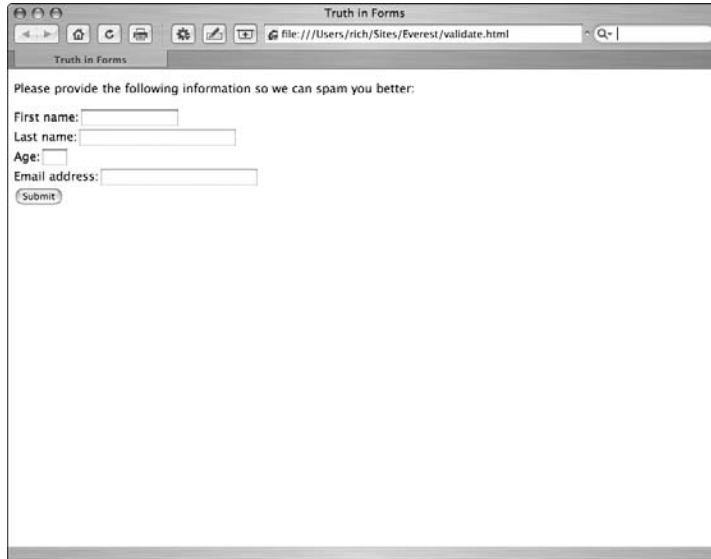 Truth in Forms
file:///Users/rich/Sites/Everest/validate.html
Q
Truth in Forms
Please provide the following information so we can spam you better:
First name:
Last name:
Age:
Email address:
Submit